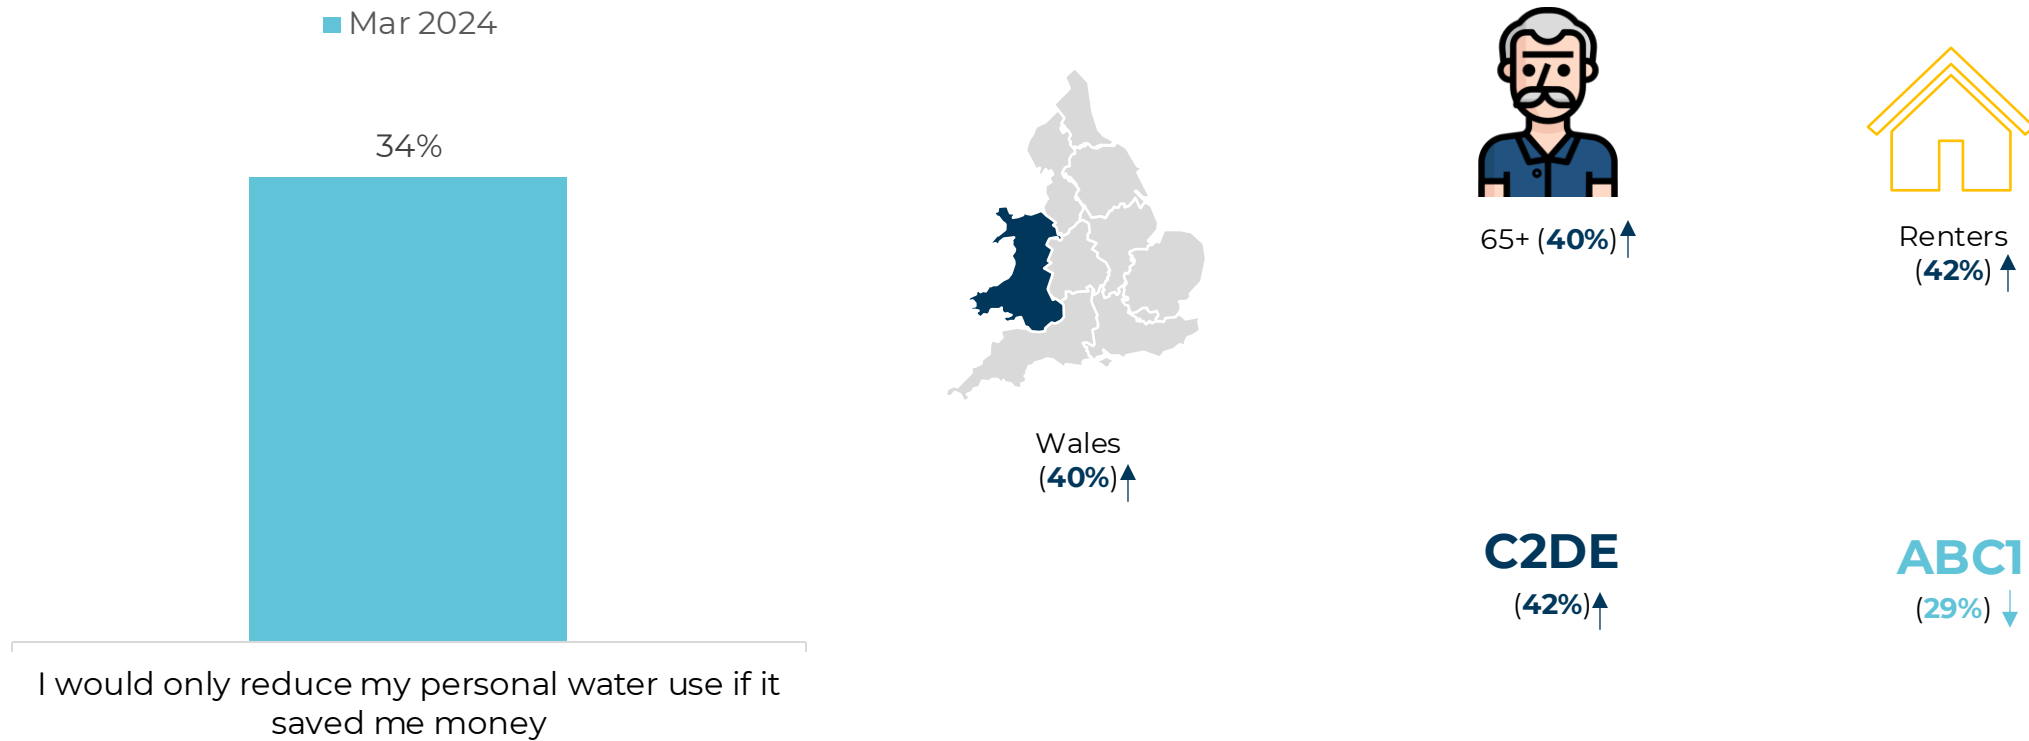 Mar 2024
34%
I would only reduce my personal water use if it
saved me money
Wales
(40%)
65+ (40%)
Renters
(42%)
C2DE
(42%)
ABC1
(29%)